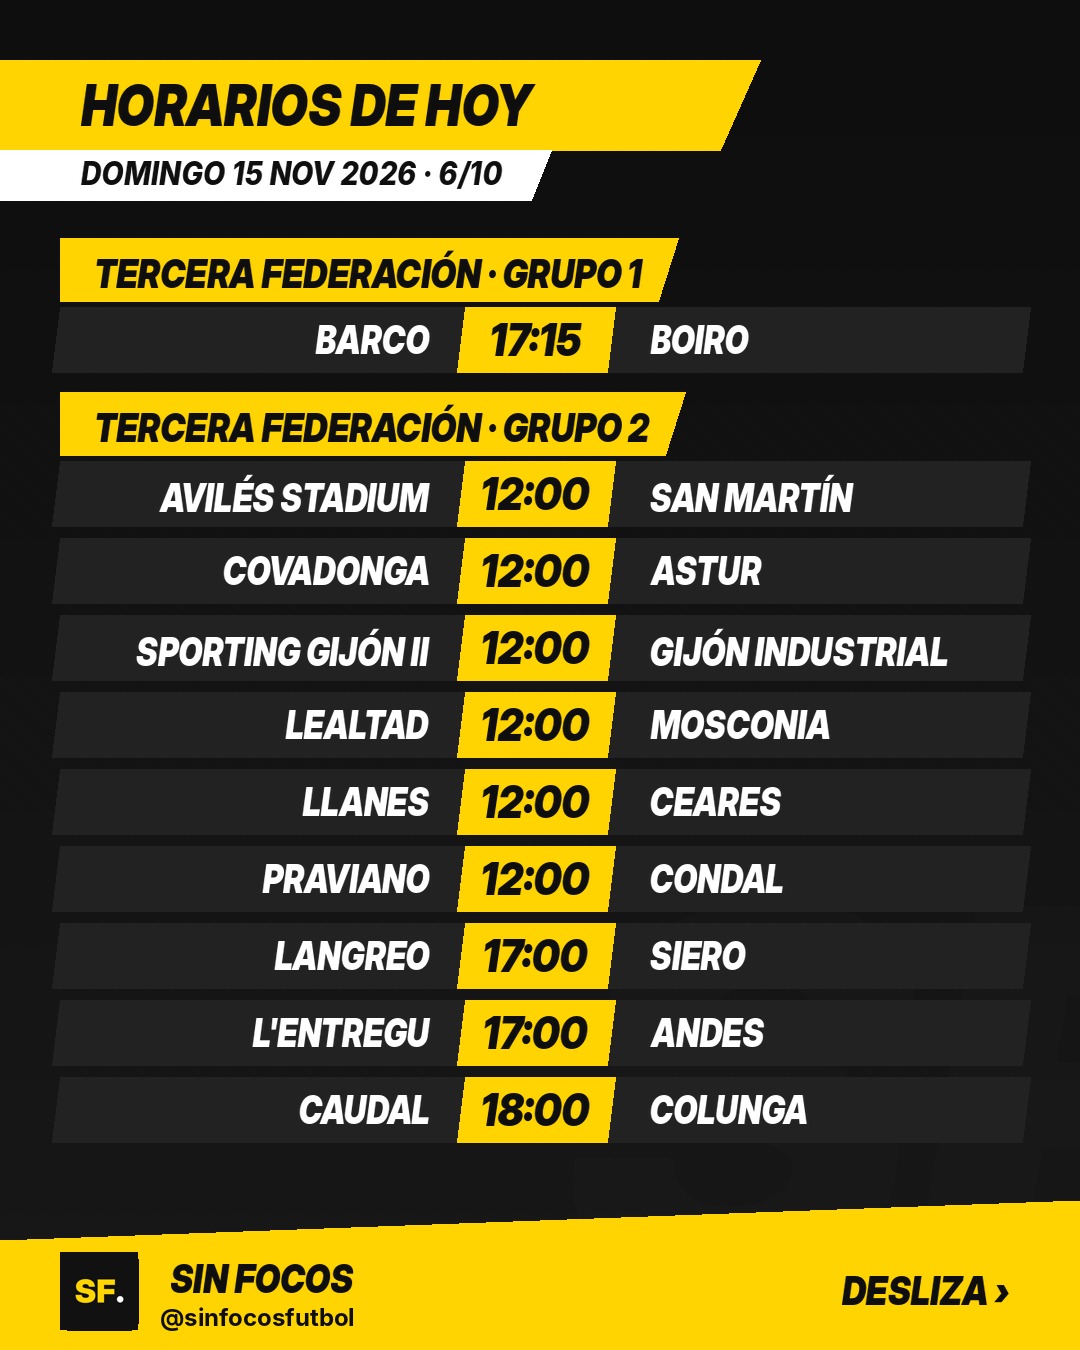 HORARIOS DE HOY
DOMINGO 15 NOV 2026 · 6/10
TERCERA FEDERACIÓN · GRUPO 1
BARCO 17:15 BOIRO
TERCERA FEDERACIÓN · GRUPO 2
AVILÉS STADIUM 12:00 SAN MARTÍN
COVADONGA 12:00 ASTUR
SPORTING GIJÓN II 12:00 GIJÓN INDUSTRIAL
LEALTAD 12:00 MOSCONIA
LLANES 12:00 CEARES
PRAVIANO 12:00 CONDAL
LANGREO 17:00 SIERO
L'ENTREGU 17:00 ANDES
CAUDAL 18:00 COLUNGA
SF.
SIN FOCOS
@sinfocosfutbol
DESLIZA ›